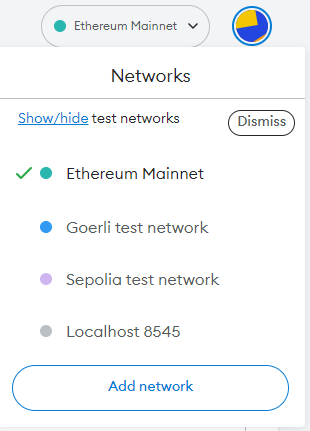 Ethereum Mainnet
Networks
Show/hide test networks
Dismiss
Ethereum Mainnet
Goerli test network
Sepolia test network
Localhost 8545
Add network